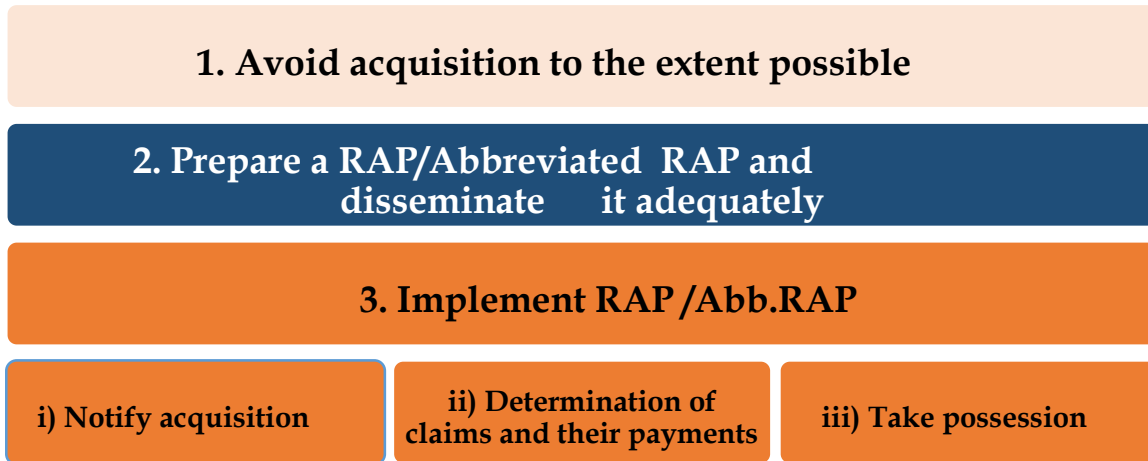 1. Avoid acquisition to the extent possible
2. Prepare a RAP/Abbreviated RAP and
disseminate it adequately
3. Implement RAP/Abb.RAP
i) Notify acquisition
ii) Determination of
claims and their payments
iii) Take possession